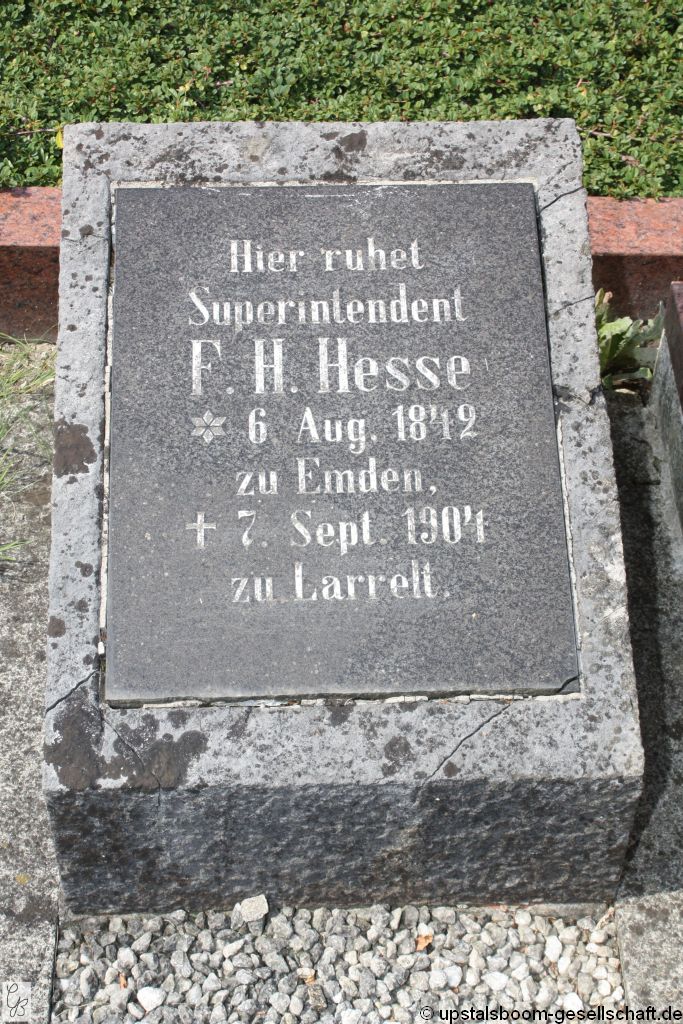 Hier ruhet
Superintendent
F. H. Hesse
* 6. Aug. 1842
zu Emden,
+ 7. Sept. 1904
zu Larrelt.
© upstalsboom-gesellschaft.de